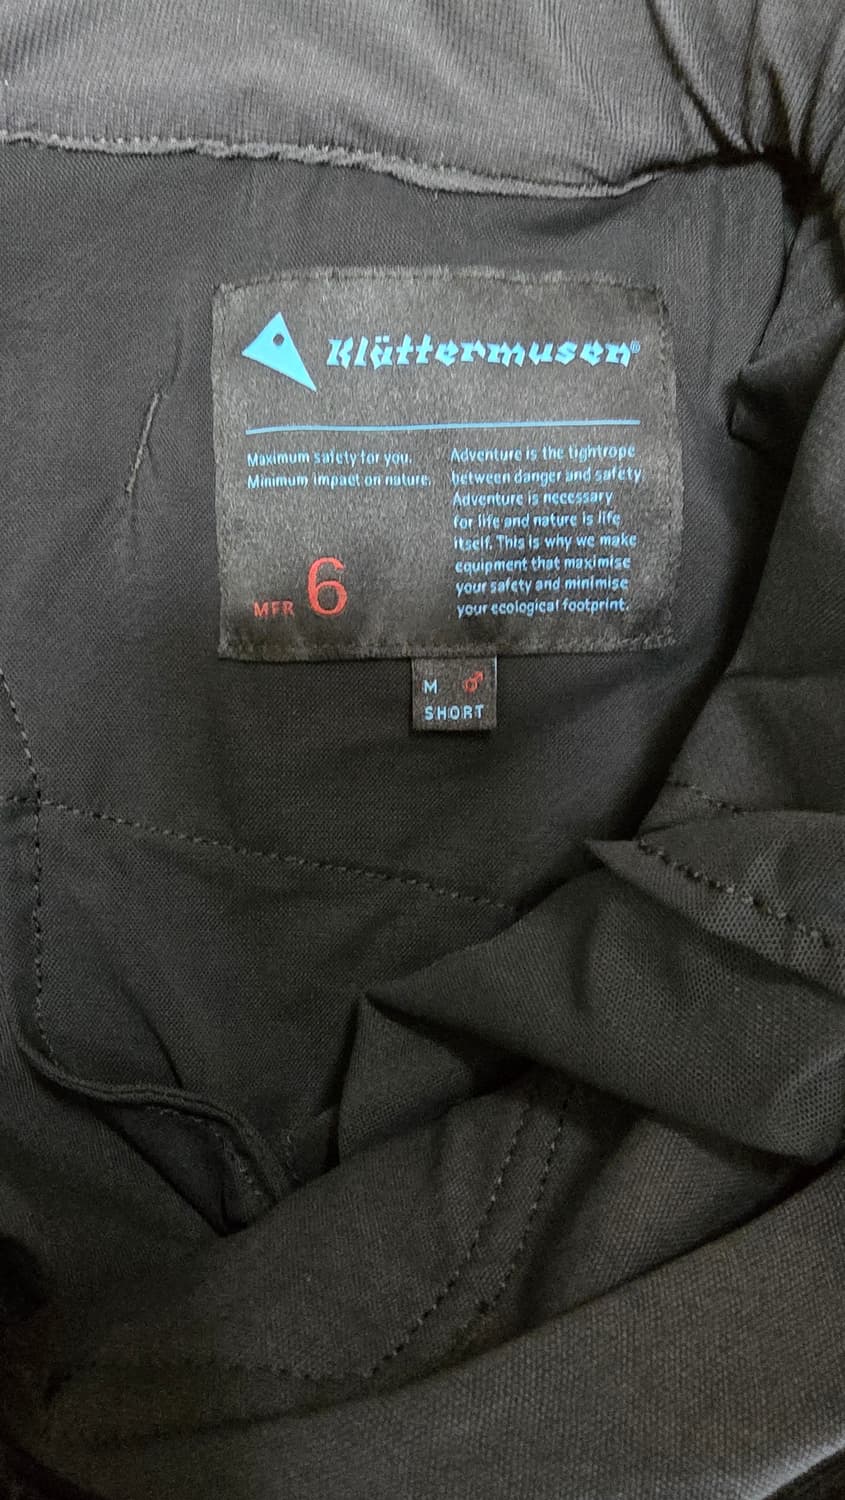 Klättermusen®
Maximum safety for you.
Minimum impact on nature.
Adventure is the tightrope
between danger and safety.
Adventure is necessary
for life and nature is life
itself. This is why we make
equipment that maximise
your safety and minimise
your ecological footprint.
MFR 6
M ♂
SHORT